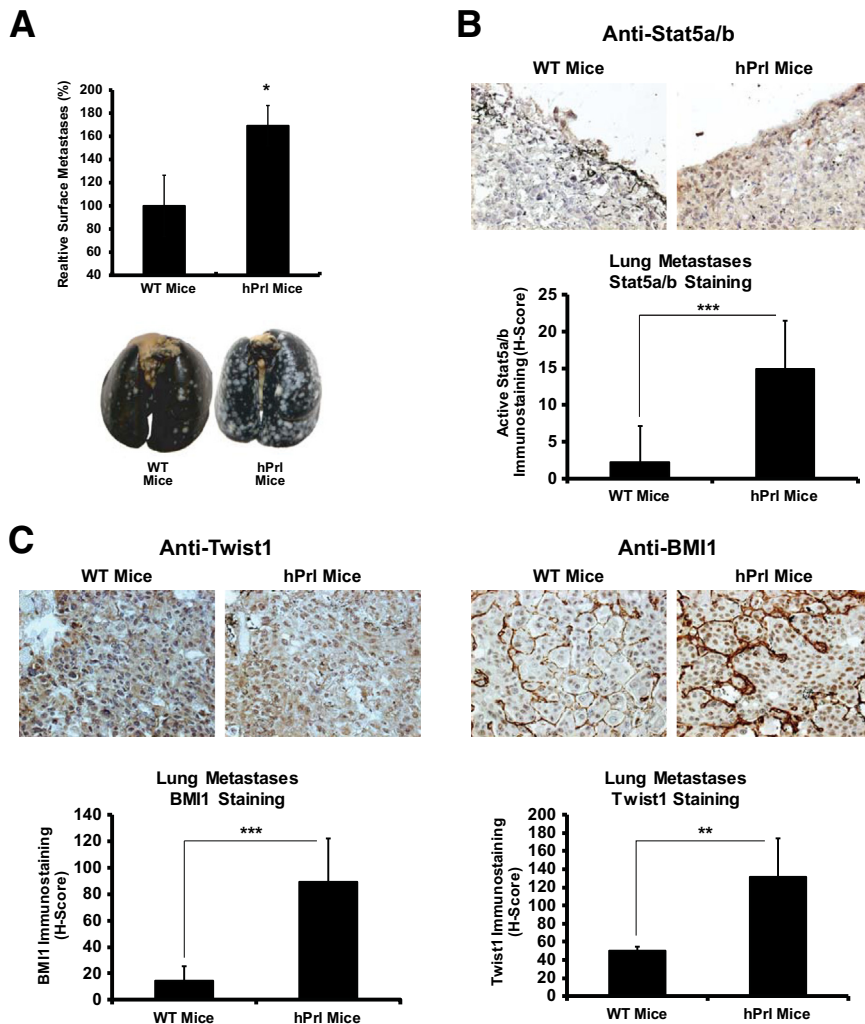 A
Realtive Surface Metastases (%)
200
180
160
140
120
100
80
60
40
*
WT Mice
hPrl Mice
WT
Mice
hPrl
Mice
B
Anti-Stat5a/b
WT Mice
hPrl Mice
Lung Metastases
Stat5a/b Staining
Active Stat5a/b
Immunostaining (H-Score)
25
20
15
10
5
0
***
WT Mice
hPrl Mice
C
Anti-Twist1
WT Mice
hPrl Mice
Anti-BMI1
WT Mice
hPrl Mice
Lung Metastases
BMI1 Staining
BMI1 Immunostaining
(H-Score)
140
120
100
80
60
40
20
0
***
WT Mice
hPrl Mice
Lung Metastases
Twist1 Staining
Twist1 Immunostaining
(H-Score)
200
180
160
140
120
100
80
60
40
20
0
**
WT Mice
hPrl Mice